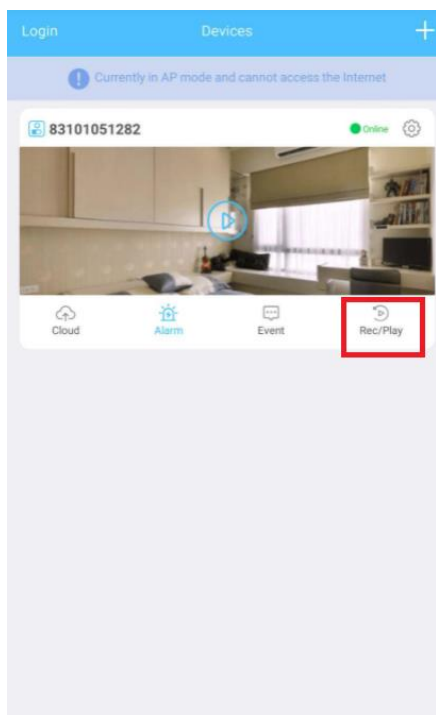 Login Devices +
Currently in AP mode and cannot access the Internet
83101051282 Online
Cloud Alarm Event Rec/Play